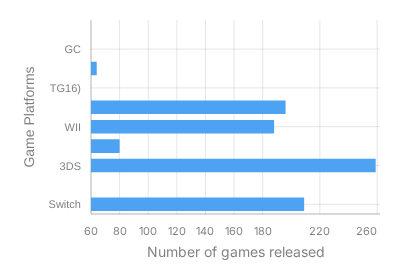 Game Platforms
GC
TG16)
WII
3DS
Switch
60 80 100 120 140 160 180 220 260
Number of games released